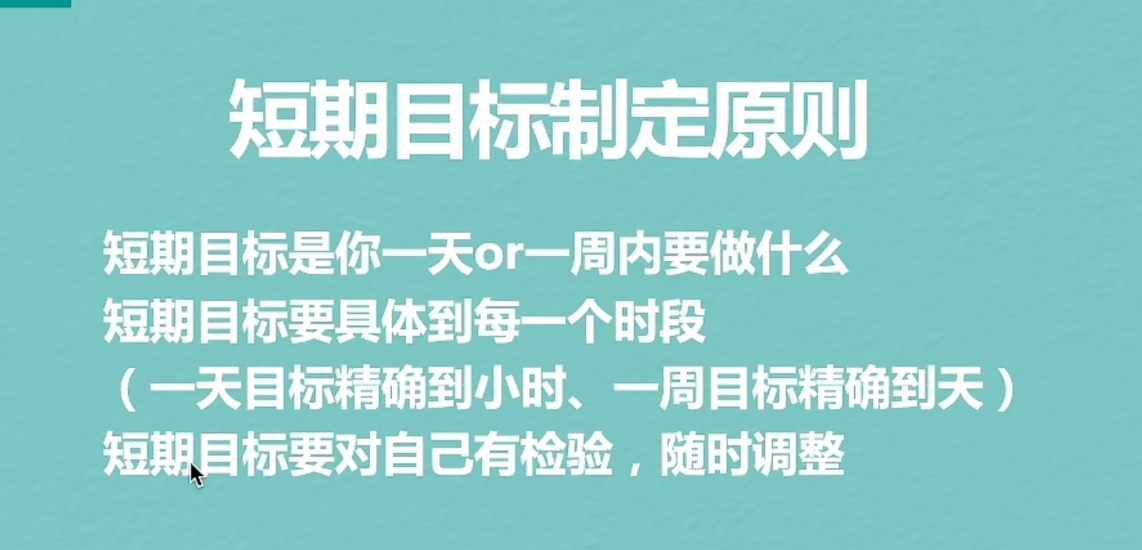 短期目标制定原则
短期目标是你一天or一周内要做什么
短期目标要具体到每一个时段
（一天目标精确到小时、一周目标精确到天）
短期目标要对自己有检验，随时调整